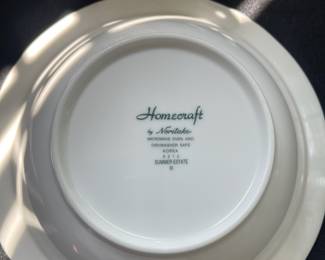 Homecraft
by Noritake
MICROWAVE OVEN AND
DISHWASHER SAFE
KOREA
SUMMER ESTATE